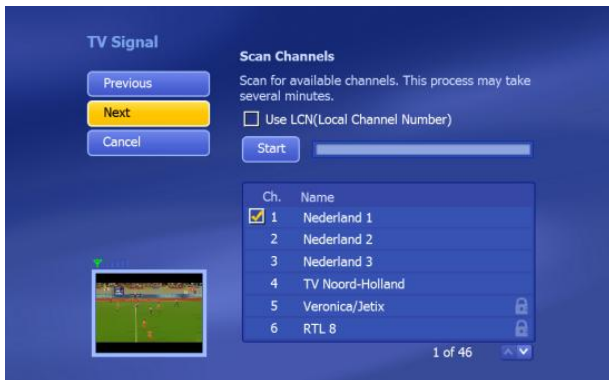 TV Signal
Previous
Next
Cancel
Scan Channels
Scan for available channels. This process may take
several minutes.
Use LCN(Local Channel Number)
Start
Ch. Name
1 Nederland 1
2 Nederland 2
3 Nederland 3
4 TV Noord-Holland
5 Veronica/Jetix
6 RTL 8
1 of 46